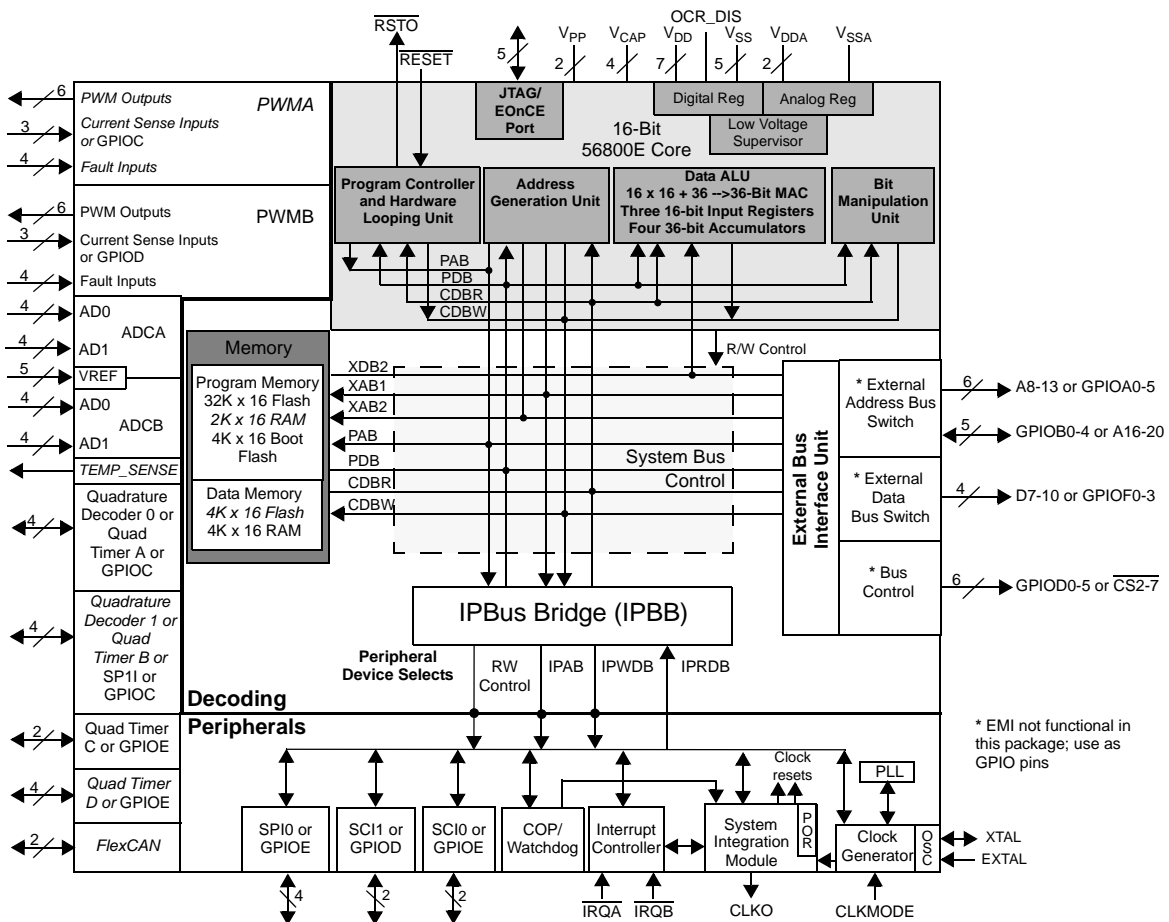 RSTO
RESET
5
VPP
2
VCAP
4
VDD
7
OCR_DIS
VSS
5
VDDA
2
VSSA
6
PWM Outputs
PWMA
3
Current Sense Inputs
or GPIOC
4
Fault Inputs
6
PWM Outputs
PWMB
3
Current Sense Inputs
or GPIOD
4
Fault Inputs
4
AD0
ADCA
4
AD1
5
VREF
4
AD0
ADCB
4
AD1
TEMP_SENSE
4
Quadrature
Decoder 0 or
Quad
Timer A or
GPIOC
4
Quadrature
Decoder 1 or
Quad
Timer B or
SP1I or
GPIOC
2
Quad Timer
C or GPIOE
4
Quad Timer
D or GPIOE
2
FlexCAN
JTAG/
EOnCE
Port
Digital Reg
Analog Reg
Low Voltage
Supervisor
16-Bit
56800E Core
Program Controller
and Hardware
Looping Unit
Address
Generation Unit
Data ALU
16 x 16 + 36 -->36-Bit MAC
Three 16-bit Input Registers
Four 36-bit Accumulators
Bit
Manipulation
Unit
PAB
PDB
CDBR
CDBW
R/W Control
Memory
Program Memory
32K x 16 Flash
2K x 16 RAM
4K x 16 Boot
Flash
Data Memory
4K x 16 Flash
4K x 16 RAM
XDB2
XAB1
XAB2
PAB
PDB
CDBR
CDBW
System Bus
Control
External Bus
Interface Unit
* External
Address Bus
Switch
* External
Data
Bus Switch
* Bus
Control
6
A8-13 or GPIOA0-5
5
GPIOB0-4 or A16-20
4
D7-10 or GPIOF0-3
6
GPIOD0-5 or CS2-7
IPBus Bridge (IPBB)
Peripheral
Device Selects
RW
Control
IPAB
IPWDB
IPRDB
Decoding
Peripherals
* EMI not functional in
this package; use as
GPIO pins
Clock
resets
PLL
SPI0 or
GPIOE
SCI1 or
GPIOD
SCI0 or
GPIOE
COP/
Watchdog
Interrupt
Controller
System
Integration
Module
POR
Clock
Generator
OSC
XTAL
EXTAL
4
2
2
IRQA
IRQB
CLKO
CLKMODE